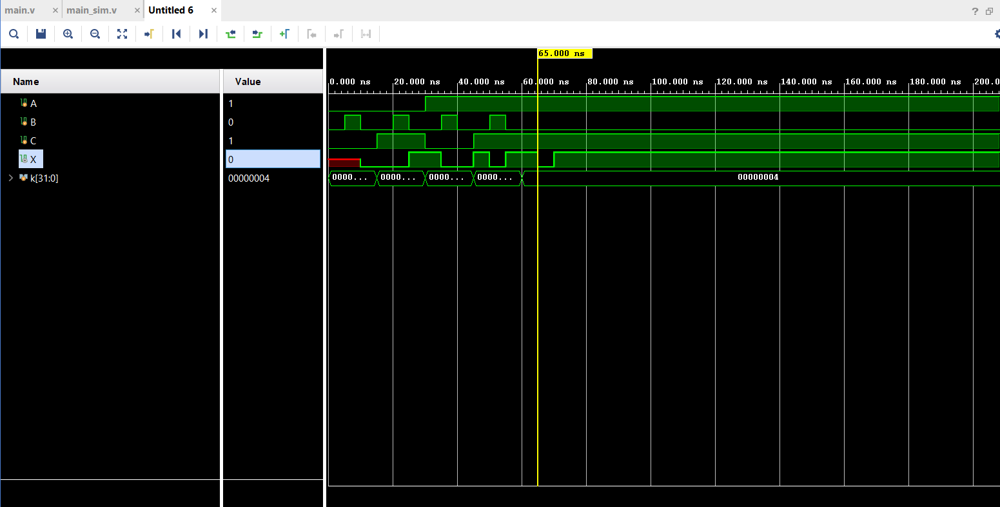 main.v × main_sim.v × Untitled 6 ×
?
65.000 ns
Name Value
0.000 ns 20.000 ns 40.000 ns 60.000 ns 80.000 ns 100.000 ns 120.000 ns 140.000 ns 160.000 ns 180.000 ns 200.0
A 1
B 0
C 1
X 0
k[31:0] 00000004 0000... 0000... 0000... 0000... 00000004